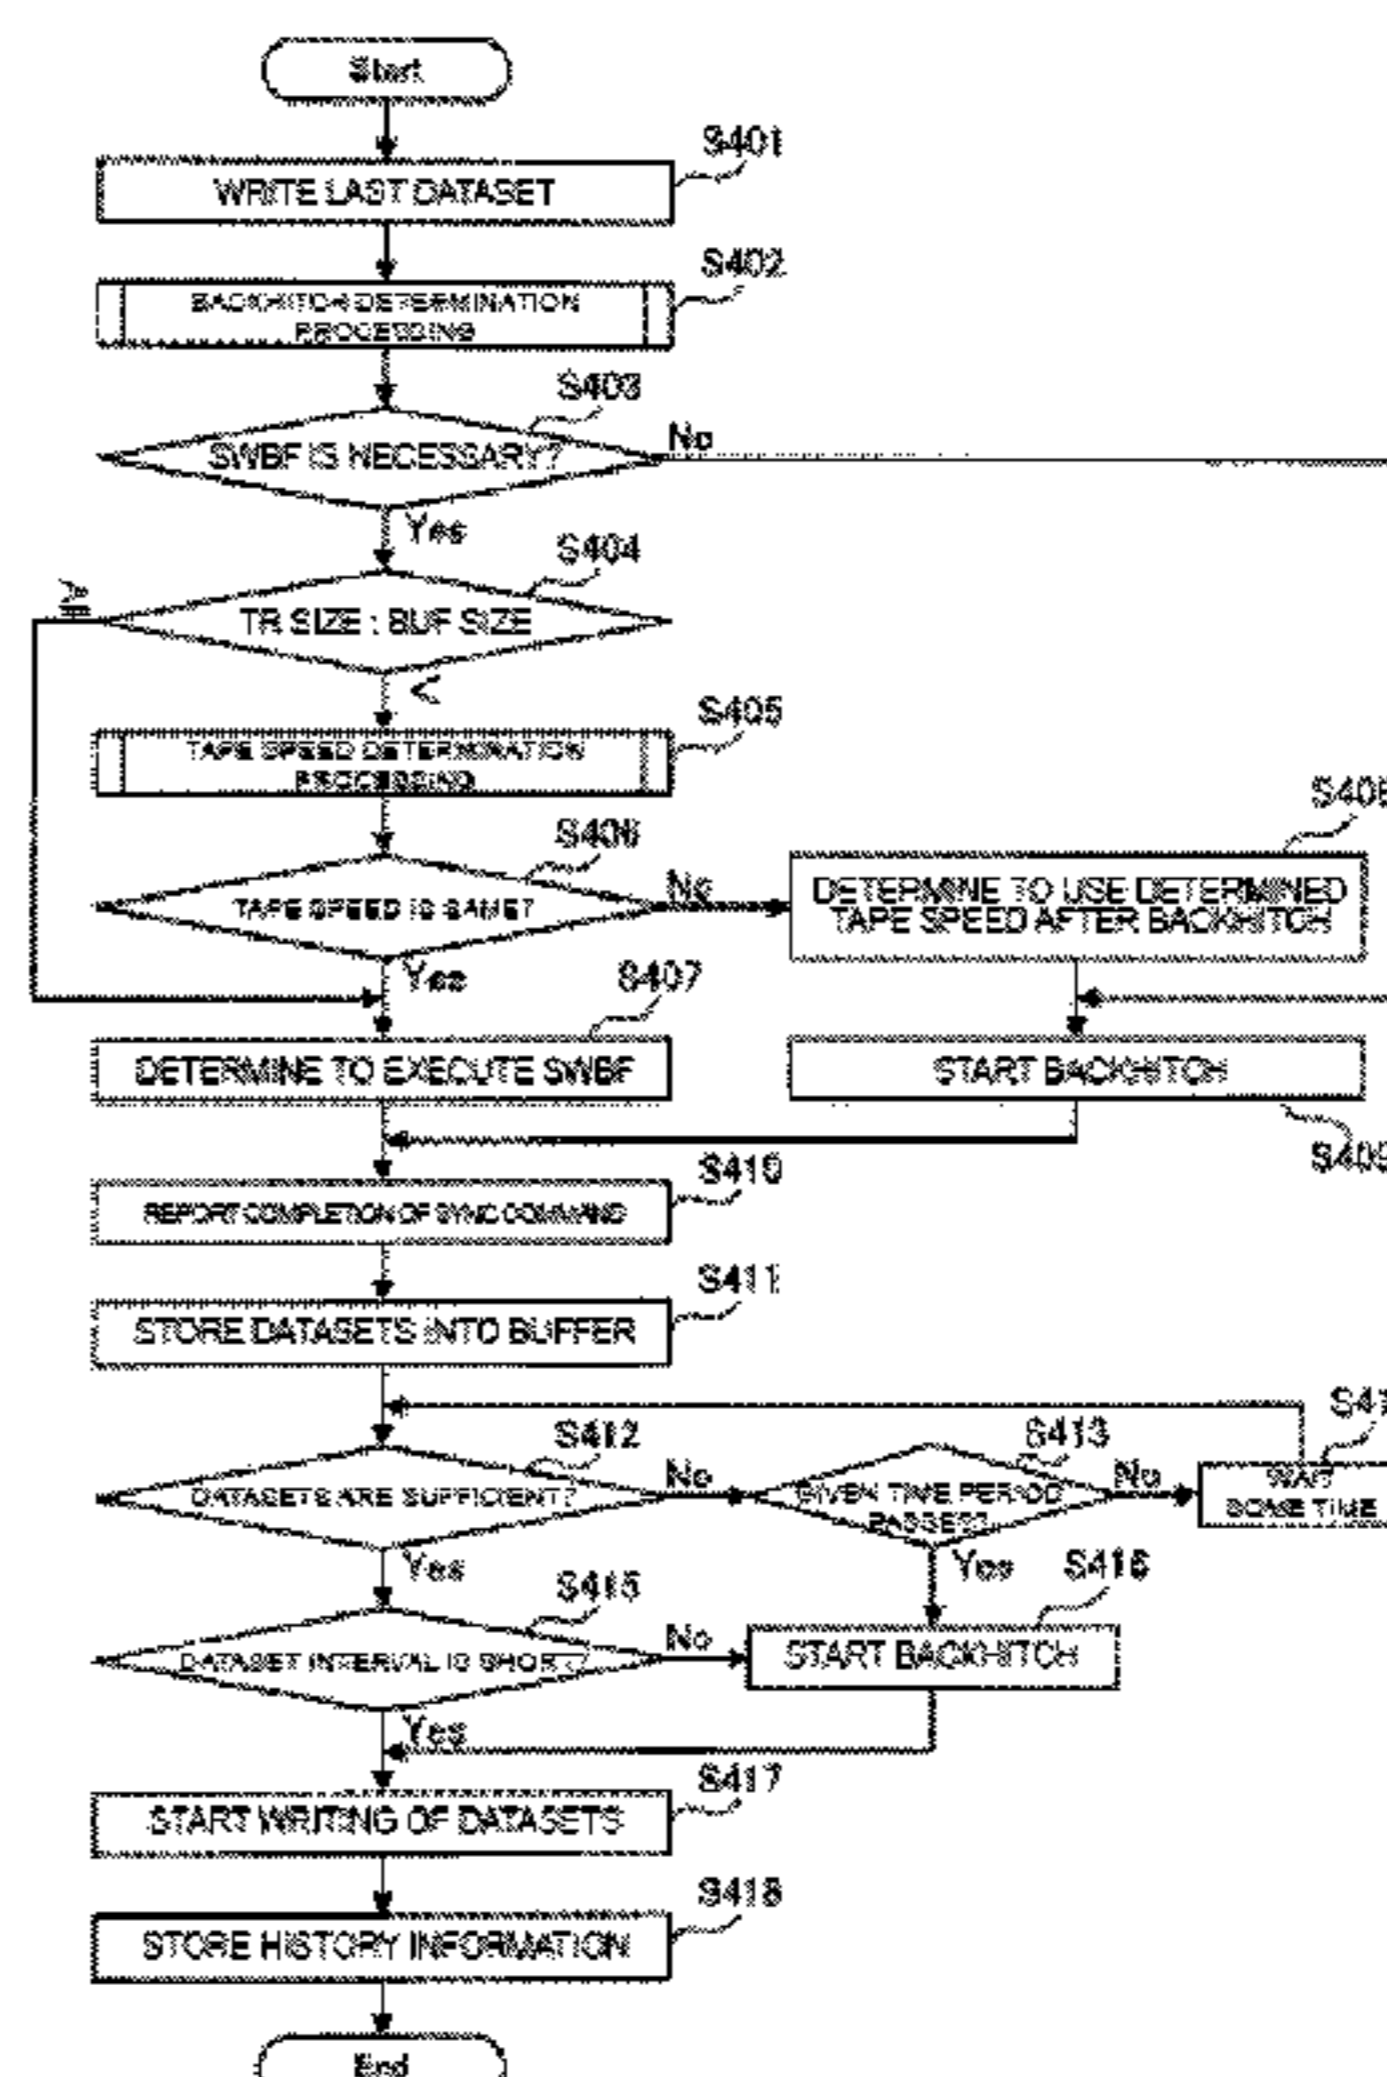 Start
S401
WRITE LAST DATASET
S402
BACKHITCH DETERMINATION
PROCESSING
S403
SWBF IS NECESSARY?
No
Yes
S404
≥
TR SIZE : BUF SIZE
<
S405
TAPE SPEED DETERMINATION
PROCESSING
S406
TAPE SPEED IS SAME?
No
Yes
S408
DETERMINE TO USE DETERMINED
TAPE SPEED AFTER BACKHITCH
S407
DETERMINE TO EXECUTE SWBF
START BACKHITCH
S409
S410
REPORT COMPLETION OF SYNC COMMAND
S411
STORE DATASETS INTO BUFFER
S412
DATASETS ARE SUFFICIENT?
No
Yes
S413
GIVEN TIME PERIOD
PASSES?
No
Yes
S41
WAIT
SOME TIME
S415
DATASET INTERVAL IS SHORT?
No
Yes
S416
START BACKHITCH
S417
START WRITING OF DATASETS
S418
STORE HISTORY INFORMATION
End